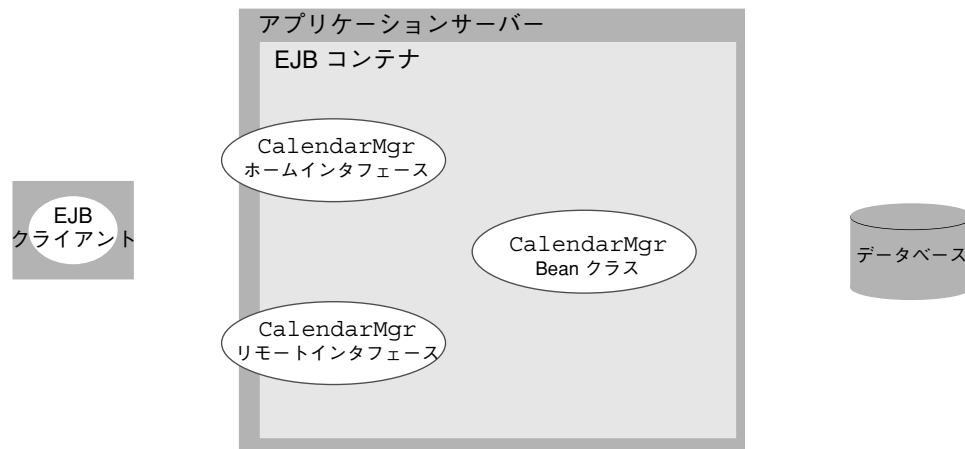 アプリケーションサーバー
EJB コンテナ
CalendarMgr
ホームインタフェース
EJB
クライアント
CalendarMgr
Bean クラス
データベース
CalendarMgr
リモートインタフェース